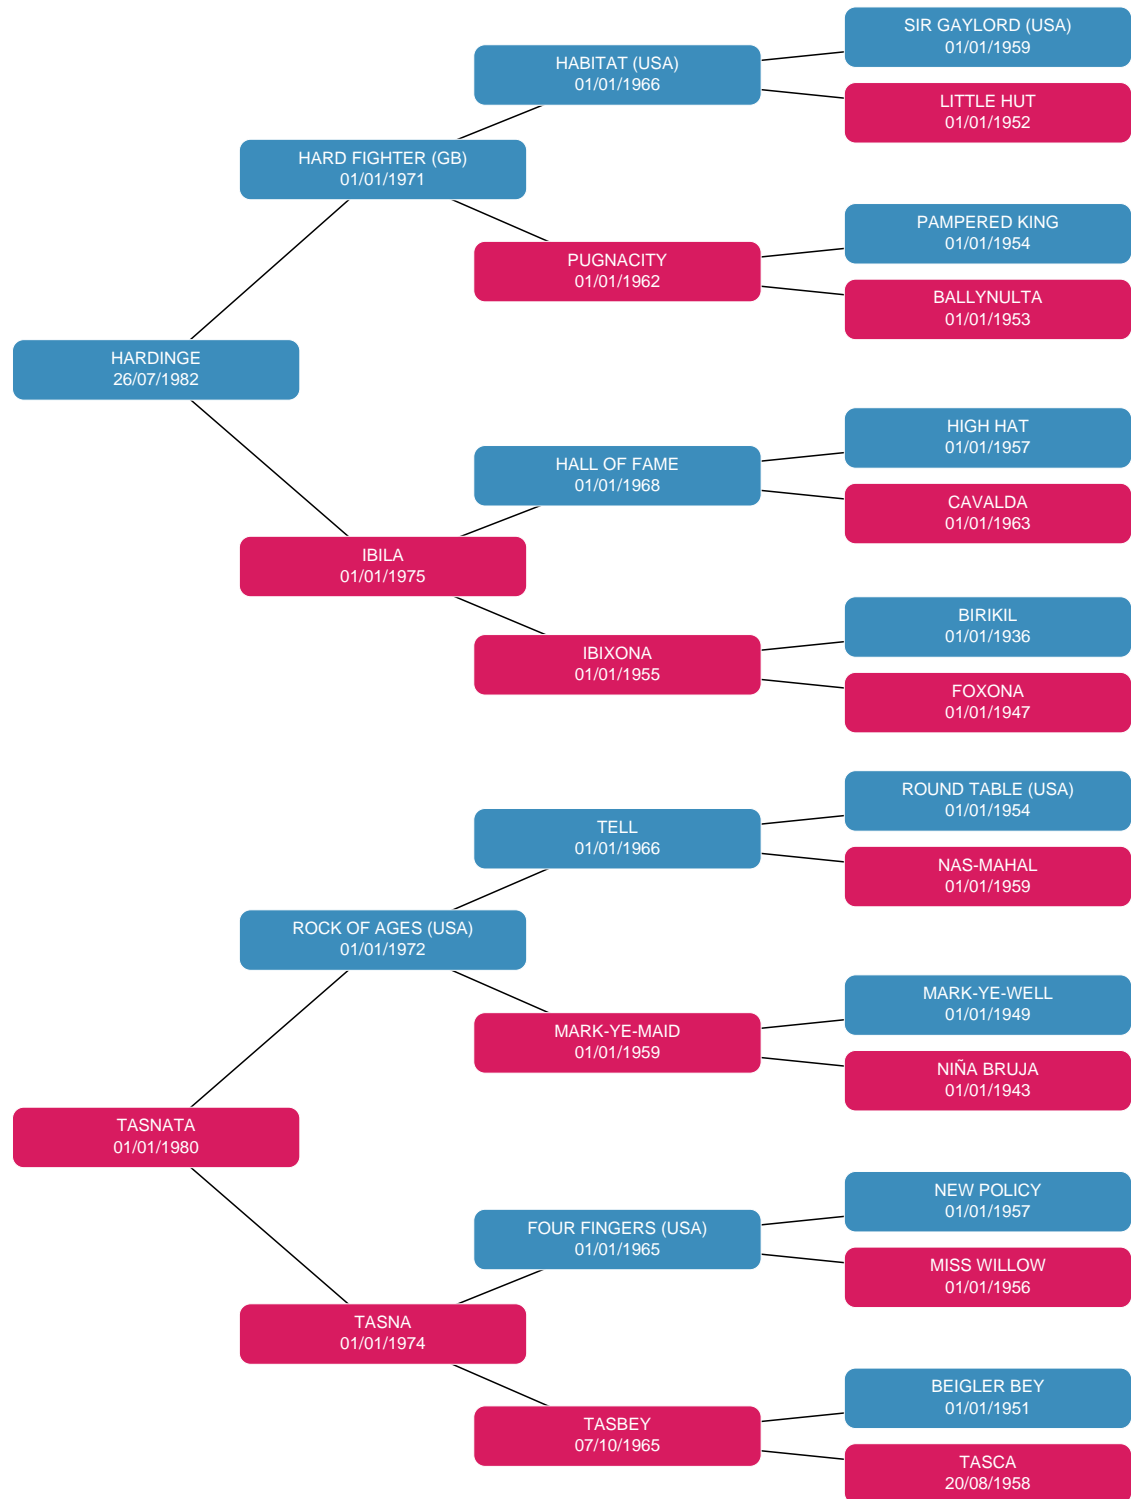 SIR GAYLORD (USA)
01/01/1959
HABITAT (USA)
01/01/1966
LITTLE HUT
01/01/1952
HARD FIGHTER (GB)
01/01/1971
PAMPERED KING
01/01/1954
PUGNACITY
01/01/1962
BALLYNULTA
01/01/1953
HARDINGE
26/07/1982
HIGH HAT
01/01/1957
HALL OF FAME
01/01/1968
CAVALDA
01/01/1963
IBILA
01/01/1975
BIRIKIL
01/01/1936
IBIXONA
01/01/1955
FOXONA
01/01/1947
ROUND TABLE (USA)
01/01/1954
TELL
01/01/1966
NAS-MAHAL
01/01/1959
ROCK OF AGES (USA)
01/01/1972
MARK-YE-WELL
01/01/1949
MARK-YE-MAID
01/01/1959
NIÑA BRUJA
01/01/1943
TASNATA
01/01/1980
NEW POLICY
01/01/1957
FOUR FINGERS (USA)
01/01/1965
MISS WILLOW
01/01/1956
TASNA
01/01/1974
BEIGLER BEY
01/01/1951
TASBEY
07/10/1965
TASCA
20/08/1958